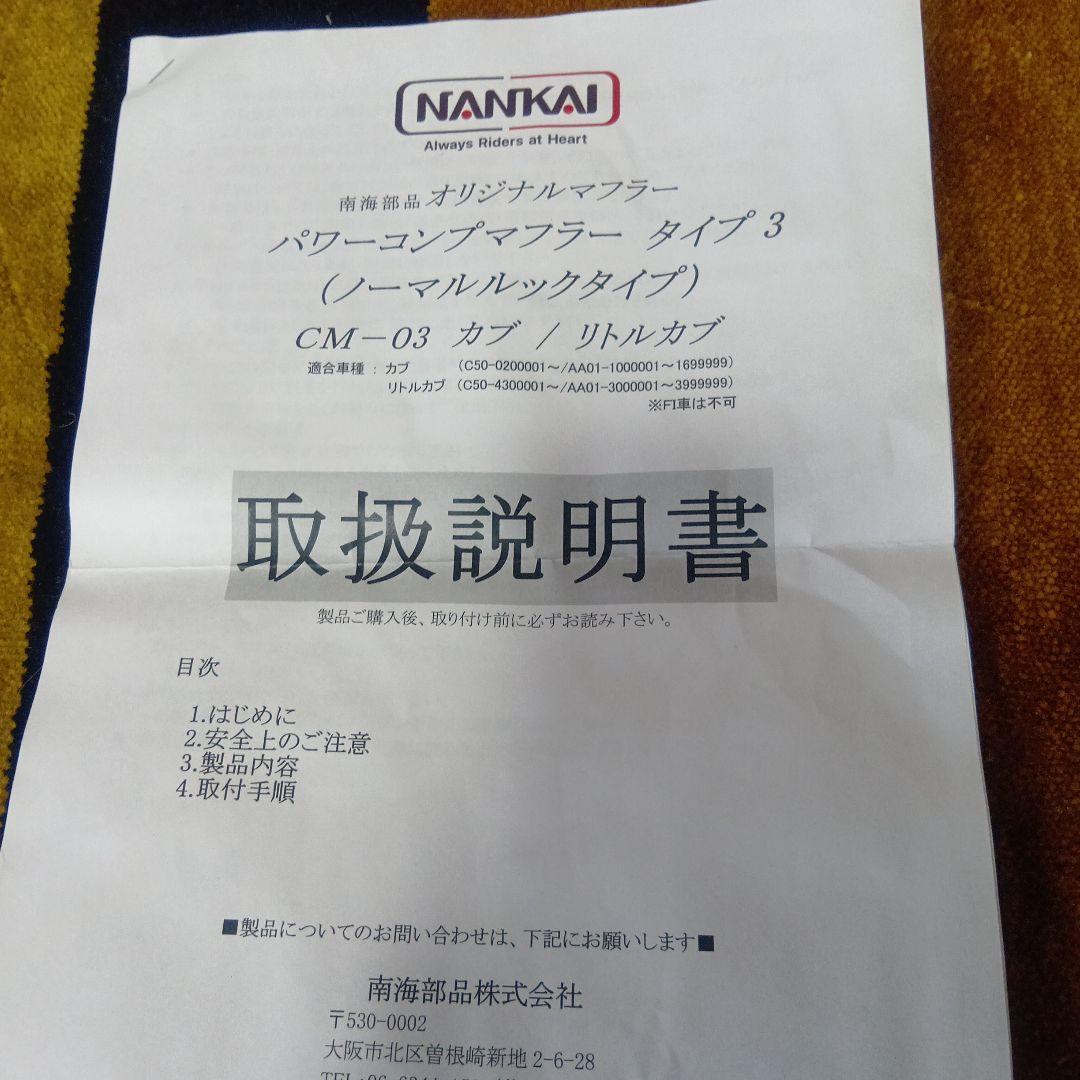 NANKAI
Always Riders at Heart
南海部品 オリジナルマフラー
パワーコンプマフラー タイプ 3
(ノーマルルックタイプ)
CM-03 カブ / リトルカブ
適合車種 : カブ (C50-0200001～/AA01-1000001～1699999)
リトルカブ (C50-4300001～/AA01-3000001～3999999)
※FI車は不可
取扱説明書
製品ご購入後、取り付け前に必ずお読み下さい。
目次
1.はじめに
2.安全上のご注意
3.製品内容
4.取付手順
■製品についてのお問い合わせは、下記にお願いします■
南海部品株式会社
〒530-0002
大阪市北区曽根崎新地 2-6-28